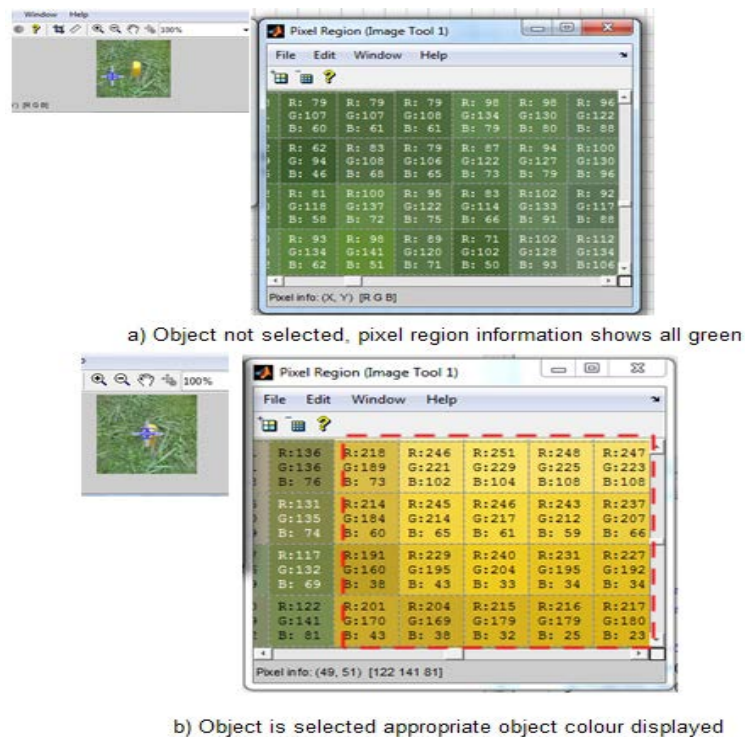 Window Help
100%
Pixel Region (Image Tool 1)
File Edit Window Help
R: 79 R: 79 R: 79 R: 98 R: 98 R: 96
G:107 G:107 G:108 G:134 G:130 G:122
B: 60 B: 61 B: 61 B: 79 B: 80 B: 88
R: 62 R: 83 R: 79 R: 87 R: 94 R:100
G: 94 G:108 G:106 G:122 G:127 G:130
B: 46 B: 68 B: 65 B: 73 B: 79 B: 96
R: 81 R:100 R: 95 R: 83 R:102 R: 92
G:118 G:137 G:122 G:114 G:133 G:117
B: 58 B: 72 B: 75 B: 66 B: 91 B: 88
R: 93 R: 98 R: 89 R: 71 R:102 R:112
G:134 G:141 G:120 G:102 G:128 G:134
B: 62 B: 51 B: 71 B: 50 B: 93 B:106
Y) [R G B]
Pixel info: (X, Y) [R G B]
a) Object not selected, pixel region information shows all green
100%
Pixel Region (Image Tool 1)
File Edit Window Help
R:136 R:218 R:246 R:251 R:248 R:247
G:136 G:189 G:221 G:229 G:225 G:223
B: 76 B: 73 B:102 B:104 B:108 B:108
R:131 R:214 R:245 R:246 R:243 R:237
G:135 G:184 G:214 G:217 G:212 G:207
B: 74 B: 60 B: 65 B: 61 B: 59 B: 66
R:117 R:191 R:229 R:240 R:231 R:227
G:132 G:160 G:195 G:204 G:195 G:192
B: 69 B: 38 B: 43 B: 33 B: 34 B: 34
R:122 R:201 R:204 R:215 R:216 R:217
G:141 G:170 G:169 G:179 G:179 G:180
B: 81 B: 43 B: 38 B: 32 B: 25 B: 23
Pixel info: (49, 51) [122 141 81]
b) Object is selected appropriate object colour displayed